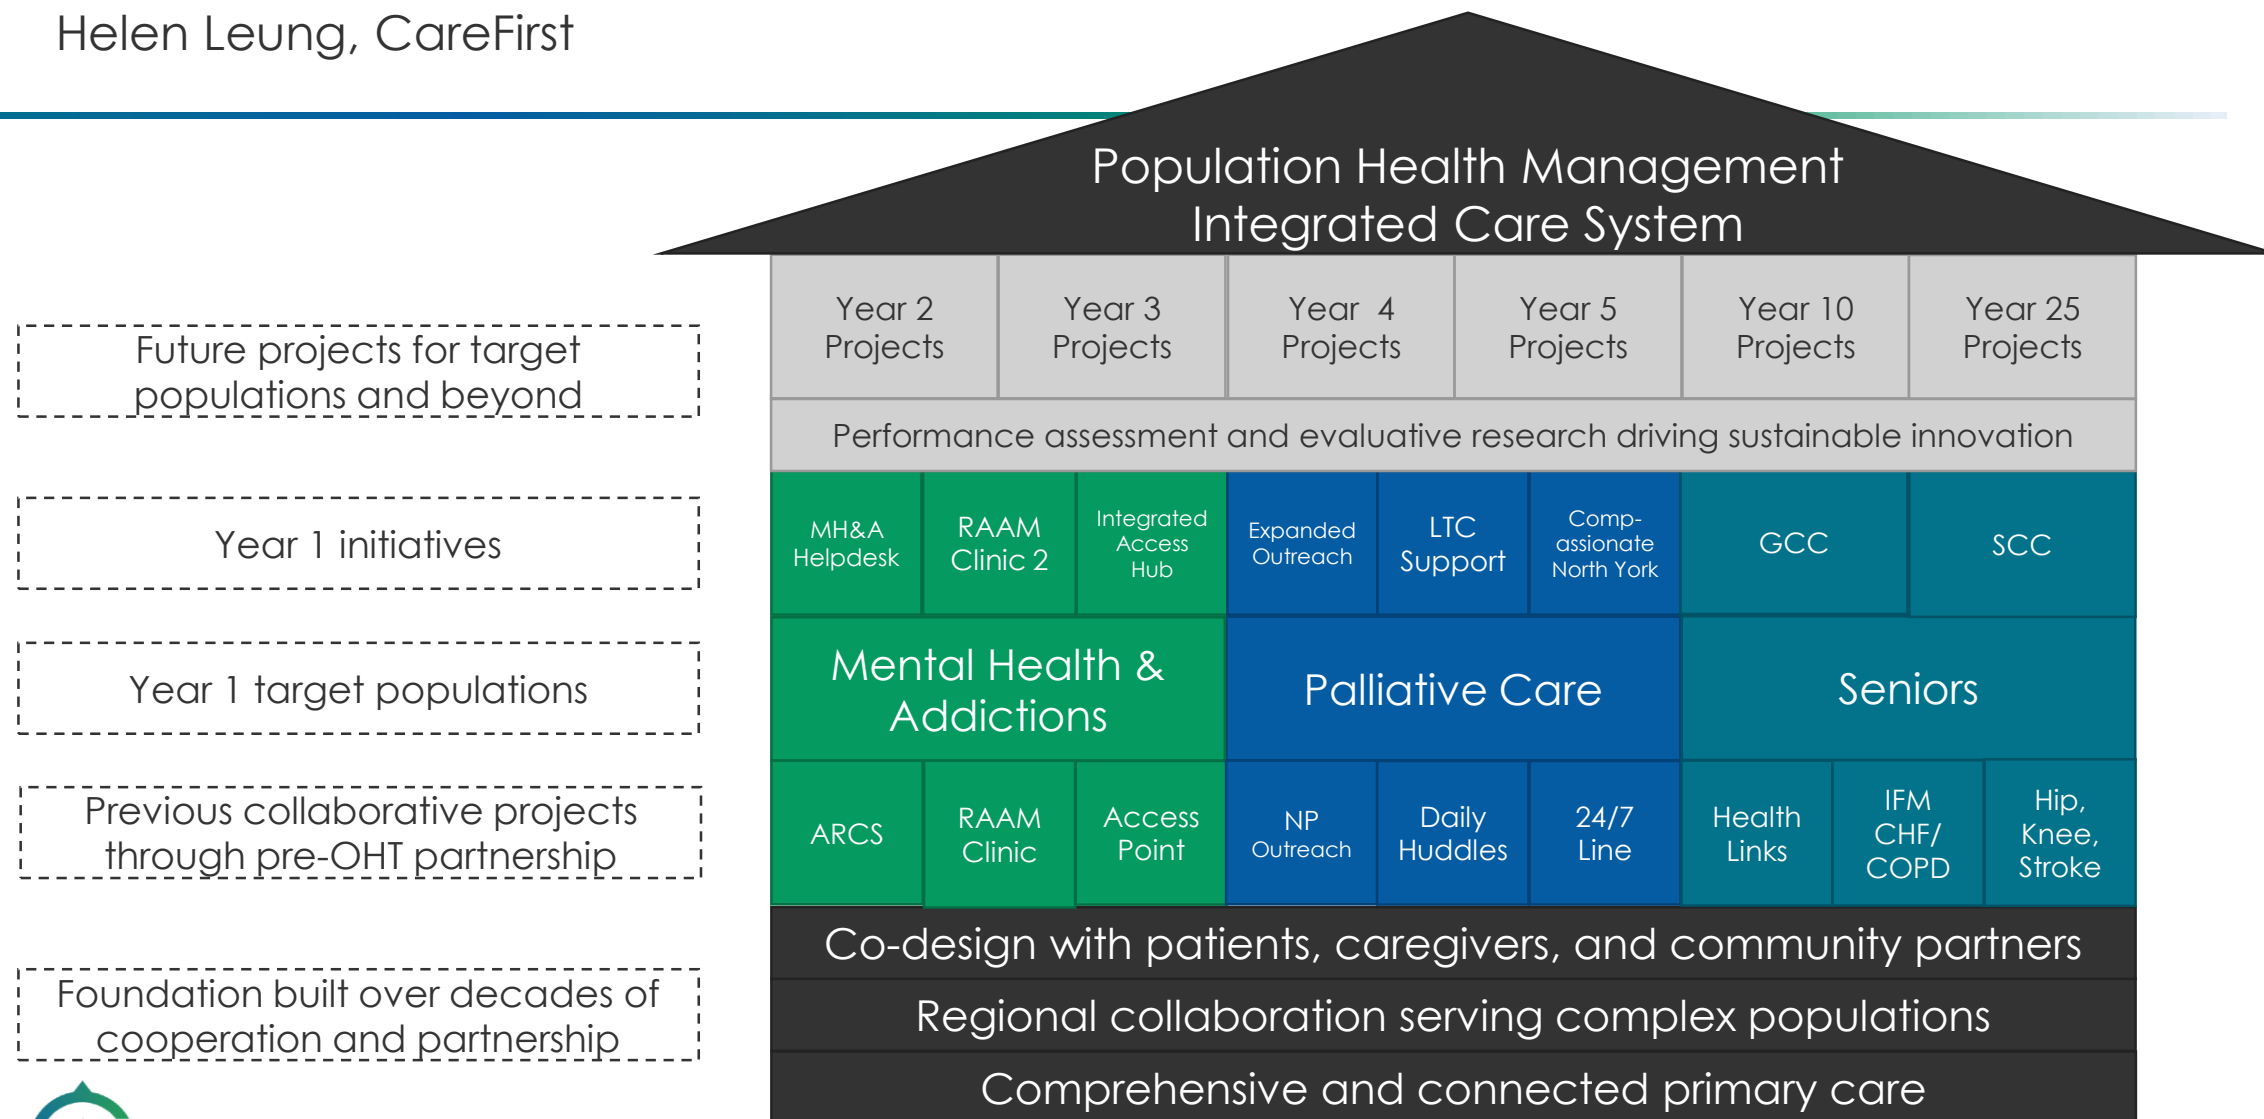 Helen Leung, CareFirst
Population Health Management
Integrated Care System
Future projects for target
populations and beyond
Year 2
Projects
Year 3
Projects
Year 4
Projects
Year 5
Projects
Year 10
Projects
Year 25
Projects
Performance assessment and evaluative research driving sustainable innovation
Year 1 initiatives
MH&A
Helpdesk
RAAM
Clinic 2
Integrated
Access
Hub
Expanded
Outreach
LTC
Support
Comp-
assionate
North York
GCC
SCC
Year 1 target populations
Mental Health &
Addictions
Palliative Care
Seniors
Previous collaborative projects
through pre-OHT partnership
ARCS
RAAM
Clinic
Access
Point
NP
Outreach
Daily
Huddles
24/7
Line
Health
Links
IFM
CHF/
COPD
Hip,
Knee,
Stroke
Foundation built over decades of
cooperation and partnership
Co-design with patients, caregivers, and community partners
Regional collaboration serving complex populations
Comprehensive and connected primary care